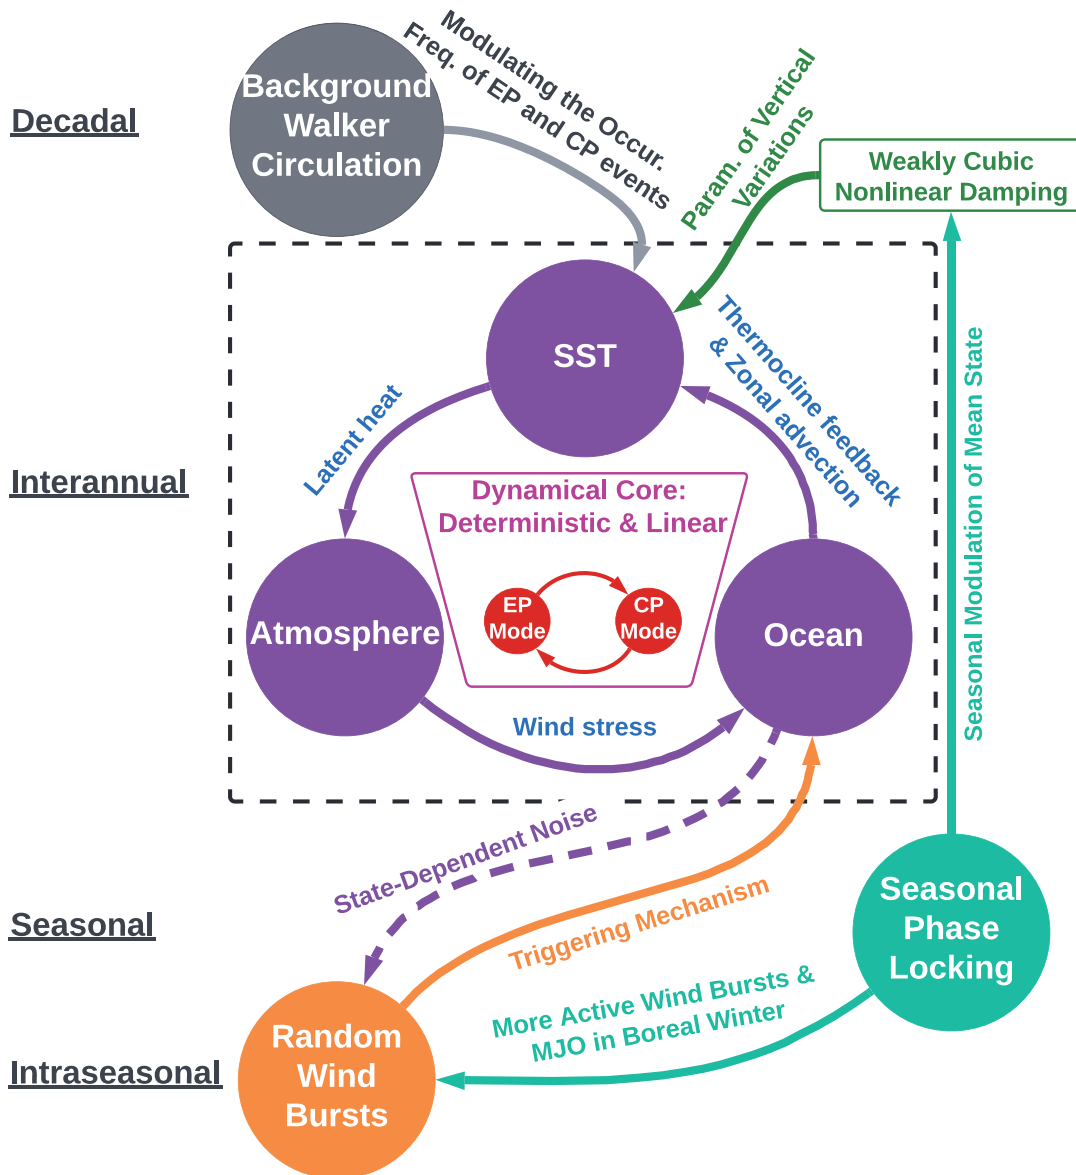 Modulating the Occur.
Freq. of EP and CP events
Background
Walker
Circulation
Decadal
Param. of Vertical
Variations
Weakly Cubic
Nonlinear Damping
SST
Thermocline feedback
& Zonal advection
Latent heat
Seasonal Modulation of Mean State
Interannual
Dynamical Core:
Deterministic & Linear
EP
Mode
CP
Mode
Atmosphere
Ocean
Wind stress
State-Dependent Noise
Triggering Mechanism
Seasonal
Seasonal
Phase
Locking
More Active Wind Bursts &
MJO in Boreal Winter
Intraseasonal
Random
Wind
Bursts